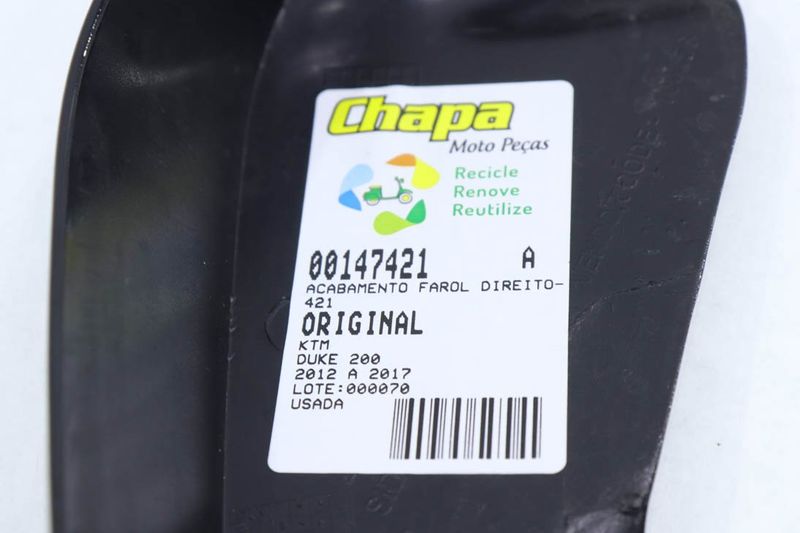 Chapa
Moto Peças
Recicle
Renove
Reutilize
00147421 A
ACABAMENTO FAROL DIREITO-
421
ORIGINAL
KTM
DUKE 200
2012 A 2017
LOTE:000070
USADA